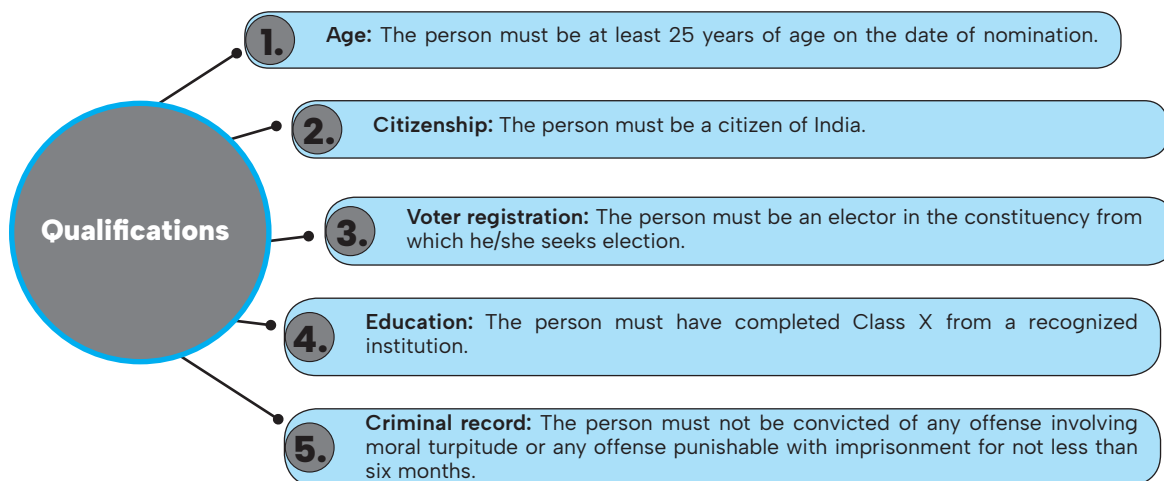 Qualifications
1. Age: The person must be at least 25 years of age on the date of nomination.
2. Citizenship: The person must be a citizen of India.
3. Voter registration: The person must be an elector in the constituency from
which he/she seeks election.
4. Education: The person must have completed Class X from a recognized
institution.
5. Criminal record: The person must not be convicted of any offense involving
moral turpitude or any offense punishable with imprisonment for not less than
six months.